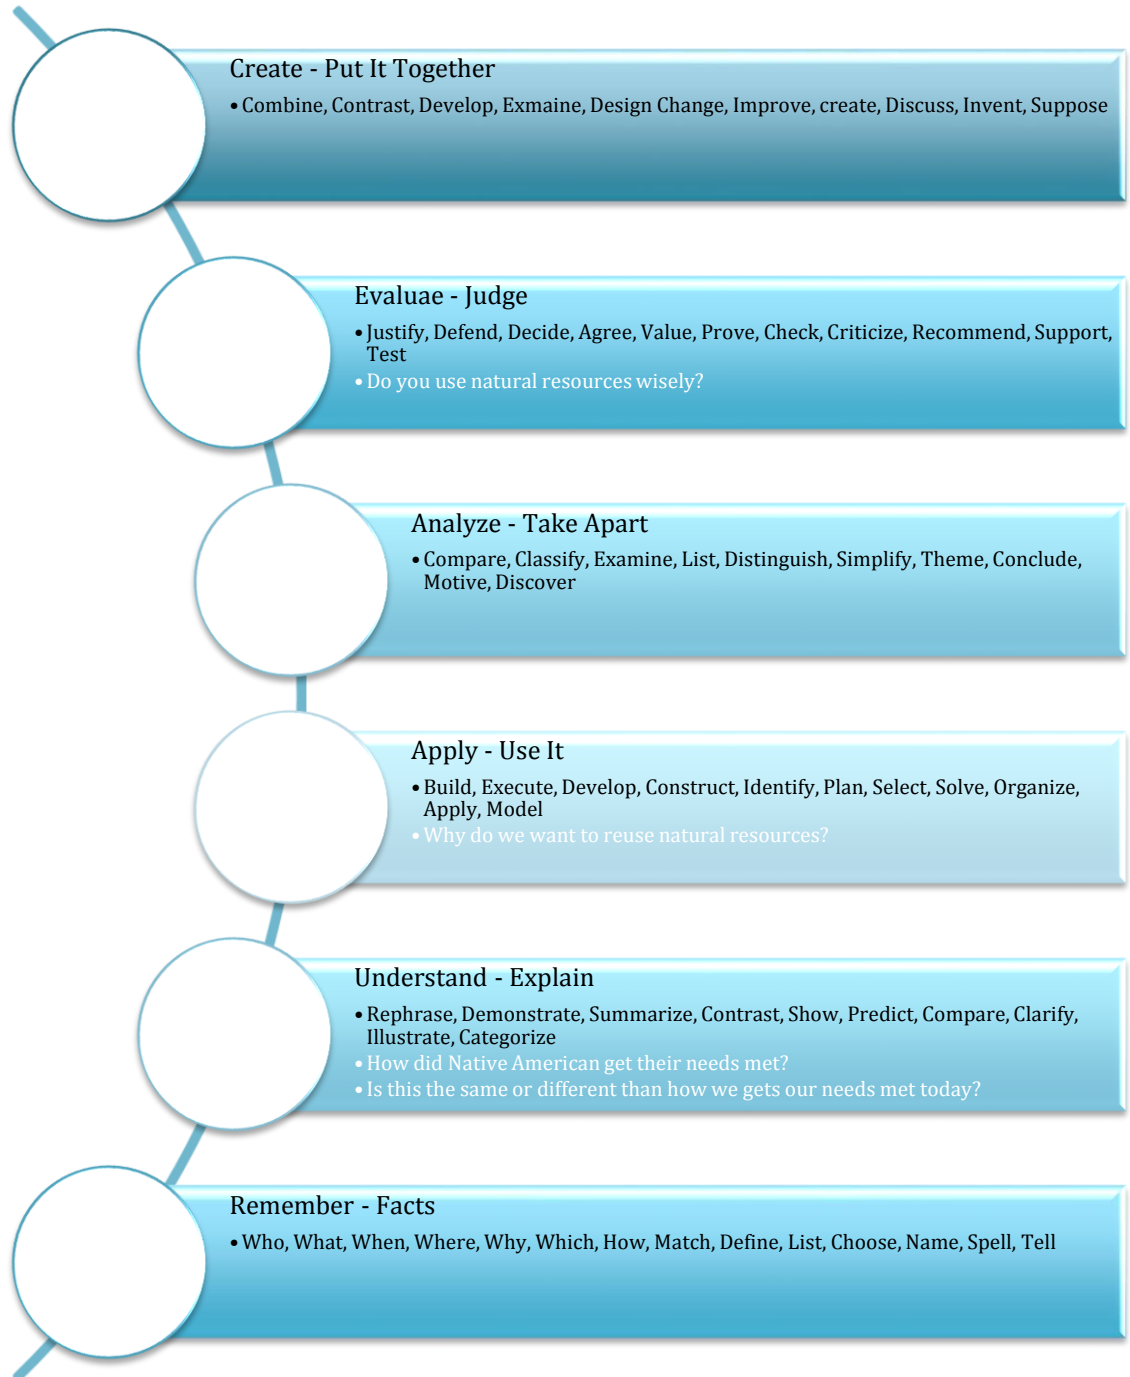 Create - Put It Together
• Combine, Contrast, Develop, Exmaine, Design Change, Improve, create, Discuss, Invent, Suppose
Evaluae - Judge
• Justify, Defend, Decide, Agree, Value, Prove, Check, Criticize, Recommend, Support,
Test
• Do you use natural resources wisely?
Analyze - Take Apart
• Compare, Classify, Examine, List, Distinguish, Simplify, Theme, Conclude,
Motive, Discover
Apply - Use It
• Build, Execute, Develop, Construct, Identify, Plan, Select, Solve, Organize,
Apply, Model
• Why do we want to reuse natural resources?
Understand - Explain
• Rephrase, Demonstrate, Summarize, Contrast, Show, Predict, Compare, Clarify,
Illustrate, Categorize
• How did Native American get their needs met?
• Is this the same or different than how we gets our needs met today?
Remember - Facts
• Who, What, When, Where, Why, Which, How, Match, Define, List, Choose, Name, Spell, Tell